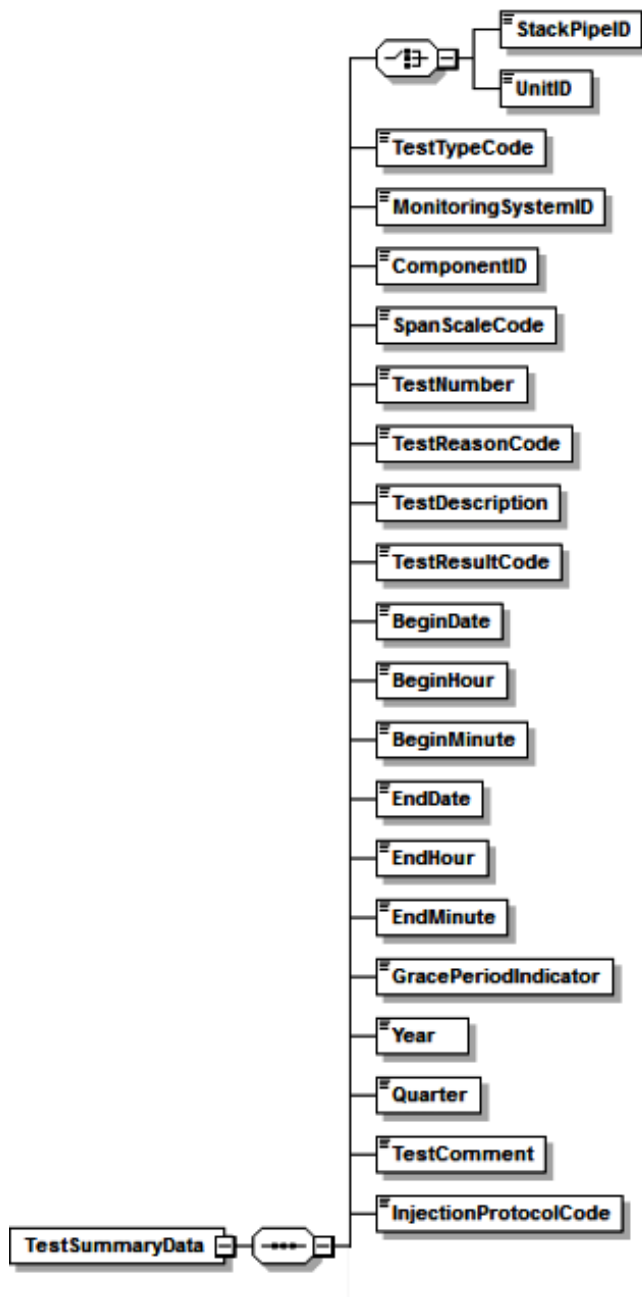 StackPipeID
UnitID
TestTypeCode
MonitoringSystemID
ComponentID
SpanScaleCode
TestNumber
TestReasonCode
TestDescription
TestResultCode
BeginDate
BeginHour
BeginMinute
EndDate
EndHour
EndMinute
GracePeriodIndicator
Year
Quarter
TestComment
InjectionProtocolCode
TestSummaryData